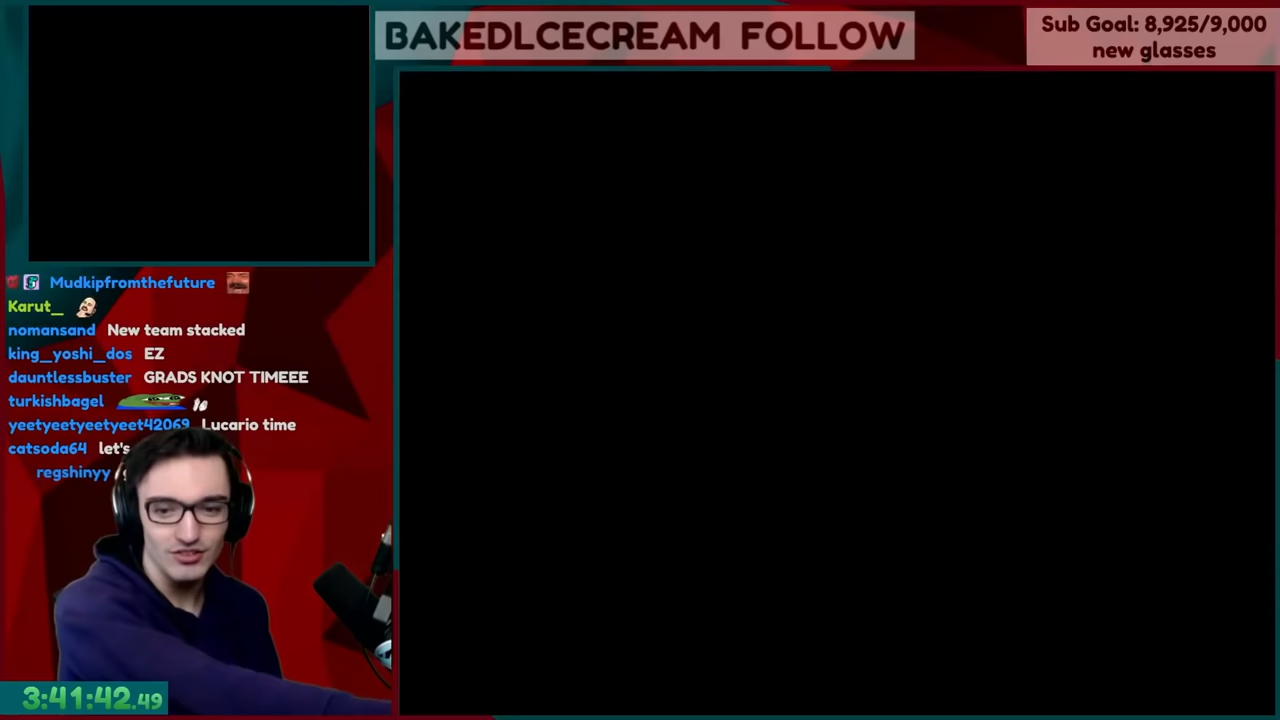 BAKEDLCECREAM FOLLOW
Sub Goal: 8,925/9,000
new glasses
Mudkipfromthefuture
Karut_
nomansand New team stacked
king_yoshi_dos EZ
dauntlessbuster GRADS KNOT TIMEEE
turkishbagel
yeetyeetyeetyeet42069 Lucario time
catsoda64 let's
regshinyy
3:41:42.49